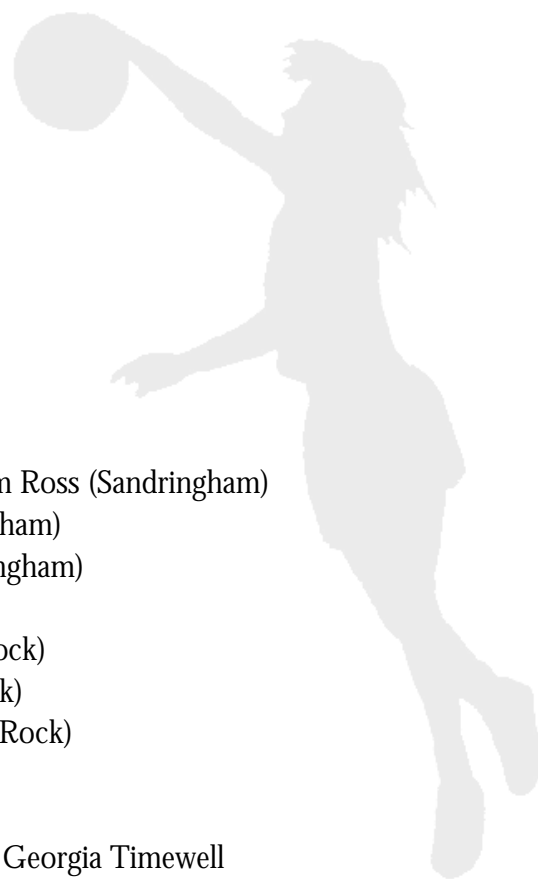 Ross (Sandringham)
ham)
ngham)
ock)
k)
Rock)
Georgia Timewell